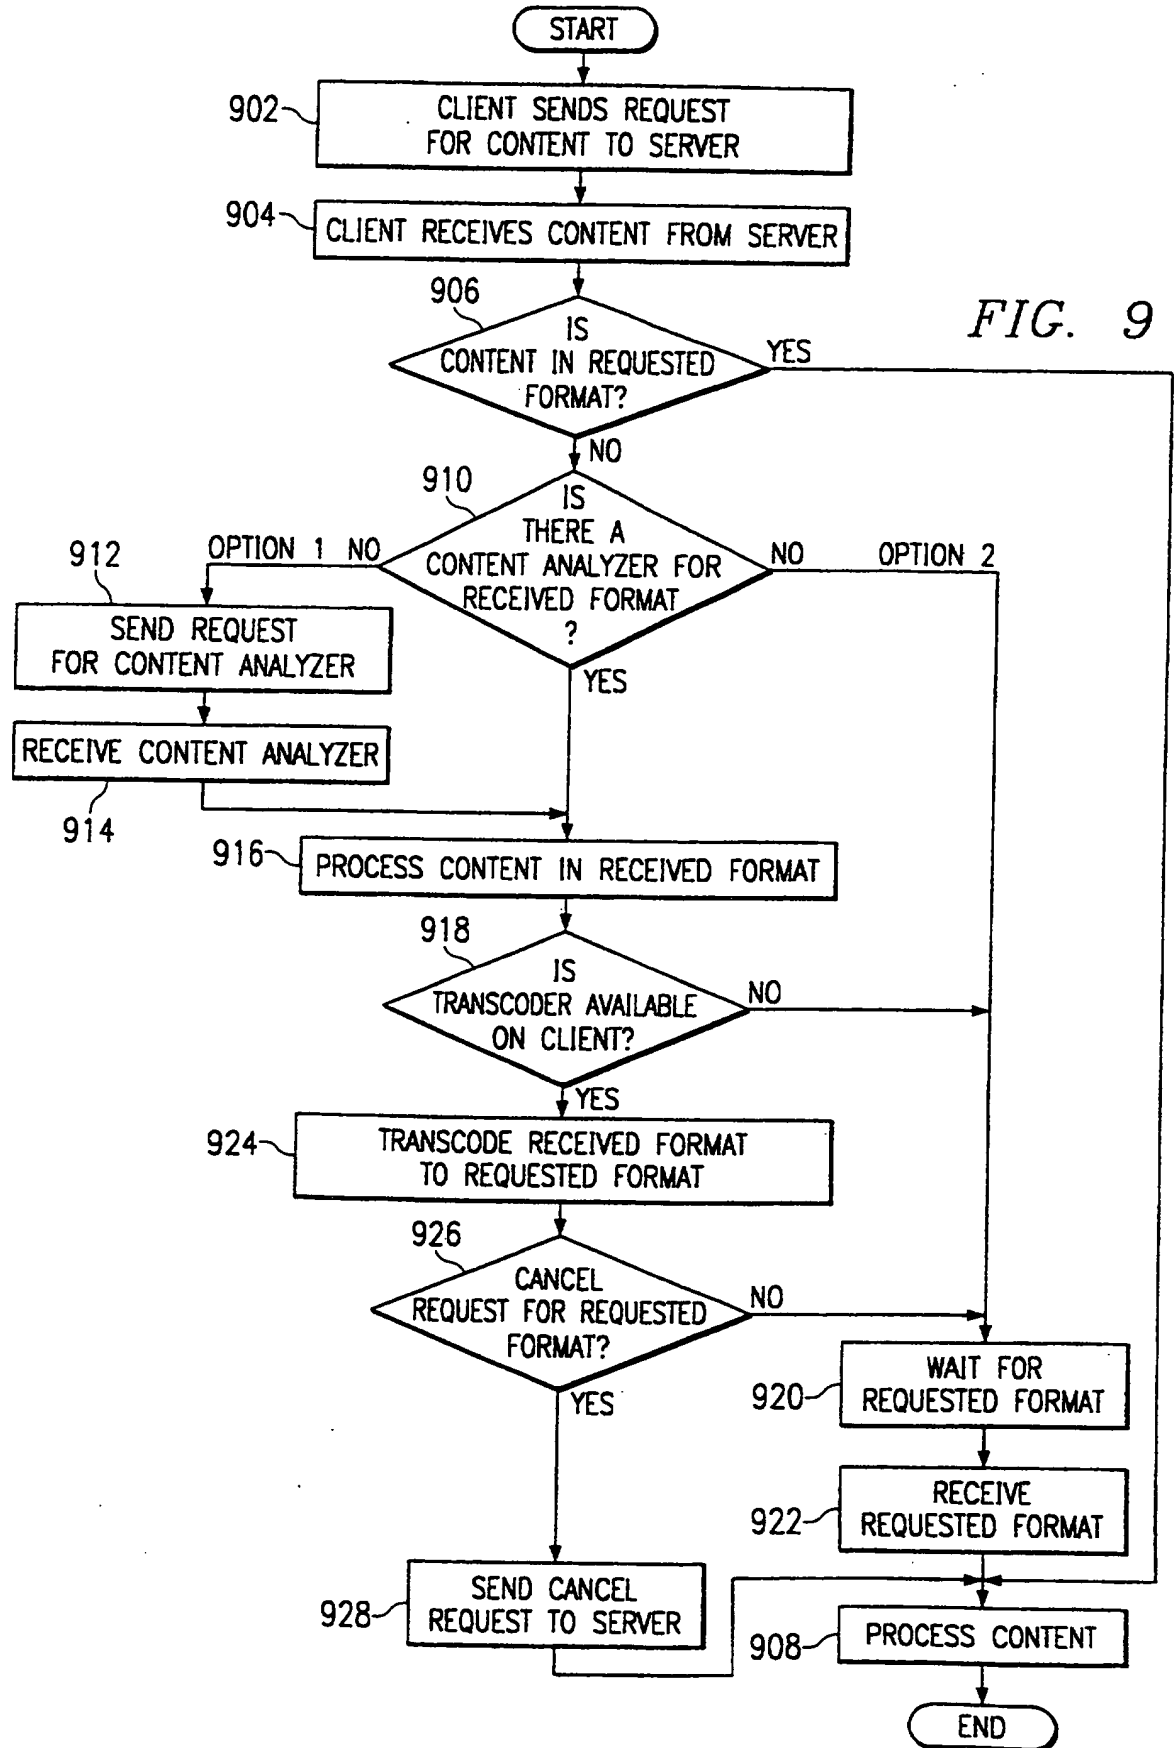 START
902
CLIENT SENDS REQUEST
FOR CONTENT TO SERVER
904
CLIENT RECEIVES CONTENT FROM SERVER
906
FIG. 9
IS
CONTENT IN REQUESTED
FORMAT?
YES
NO
910
IS
THERE A
CONTENT ANALYZER FOR
RECEIVED FORMAT
?
OPTION 1 NO
NO OPTION 2
YES
912
SEND REQUEST
FOR CONTENT ANALYZER
RECEIVE CONTENT ANALYZER
914
916
PROCESS CONTENT IN RECEIVED FORMAT
918
IS
TRANSCODER AVAILABLE
ON CLIENT?
NO
YES
924
TRANSCODE RECEIVED FORMAT
TO REQUESTED FORMAT
926
CANCEL
REQUEST FOR REQUESTED
FORMAT?
NO
YES
920
WAIT FOR
REQUESTED FORMAT
922
RECEIVE
REQUESTED FORMAT
928
SEND CANCEL
REQUEST TO SERVER
908
PROCESS CONTENT
END